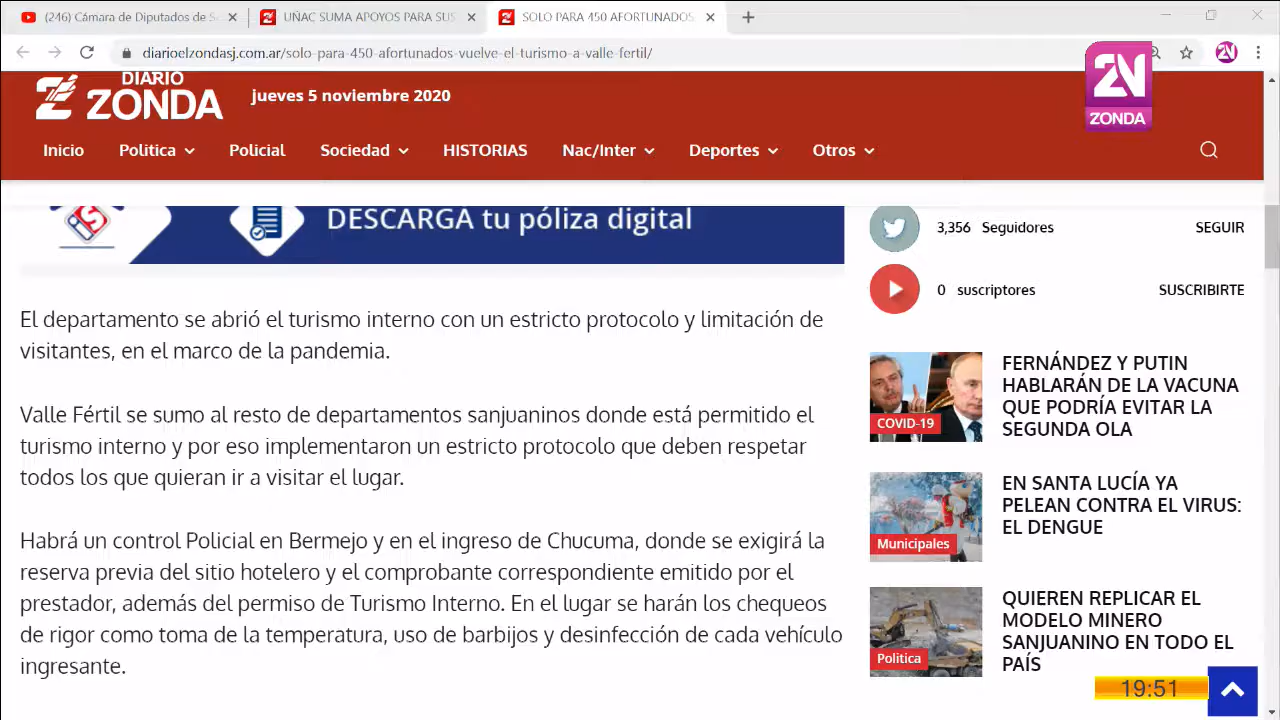 (246) Cámara de Diputados de S
UÑAC SUMA APOYOS PARA SUS
SOLO PARA 450 AFORTUNADOS
diarioelzondasj.com.ar/solo-para-450-afortunados-vuelve-el-turismo-a-valle-fertil/
DIARIO
ZONDA
jueves 5 noviembre 2020
2N
ZONDA
Inicio
Politica
Policial
Sociedad
HISTORIAS
Nac/Inter
Deportes
Otros
DESCARGA tu póliza digital
El departamento se abrió el turismo interno con un estricto protocolo y limitación de
visitantes, en el marco de la pandemia.
Valle Fértil se sumo al resto de departamentos sanjuaninos donde está permitido el
turismo interno y por eso implementaron un estricto protocolo que deben respetar
todos los que quieran ir a visitar el lugar.
Habrá un control Policial en Bermejo y en el ingreso de Chucuma, donde se exigirá la
reserva previa del sitio hotelero y el comprobante correspondiente emitido por el
prestador, además del permiso de Turismo Interno. En el lugar se harán los chequeos
de rigor como toma de la temperatura, uso de barbijos y desinfección de cada vehículo
ingresante.
3,356 Seguidores
SEGUIR
0 suscriptores
SUSCRIBIRTE
COVID-19
FERNÁNDEZ Y PUTIN
HABLARÁN DE LA VACUNA
QUE PODRÍA EVITAR LA
SEGUNDA OLA
Municipales
EN SANTA LUCÍA YA
PELEAN CONTRA EL VIRUS:
EL DENGUE
Politica
QUIEREN REPLICAR EL
MODELO MINERO
SANJUANINO EN TODO EL
PAÍS
19:51